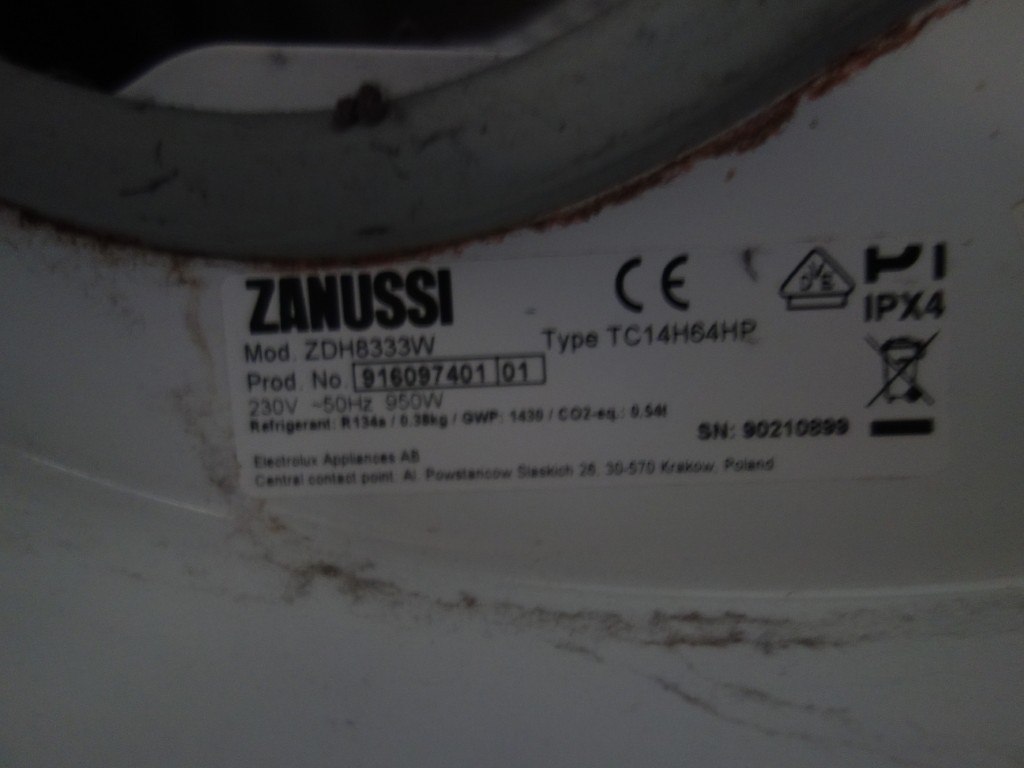 ZANUSSI
CE
IPX4
Mod. ZDH8333W
Type TC14H64HP
Prod. No. 916097401 01
230V ~50Hz 950W
Refrigerant: R134a / 0.38kg / GWP: 1430 / CO2-eq.: 0.54t
SN: 90210899
Electrolux Appliances AB
Central contact point: Al. Powstancow Slaskich 26, 30-570 Krakow, Poland